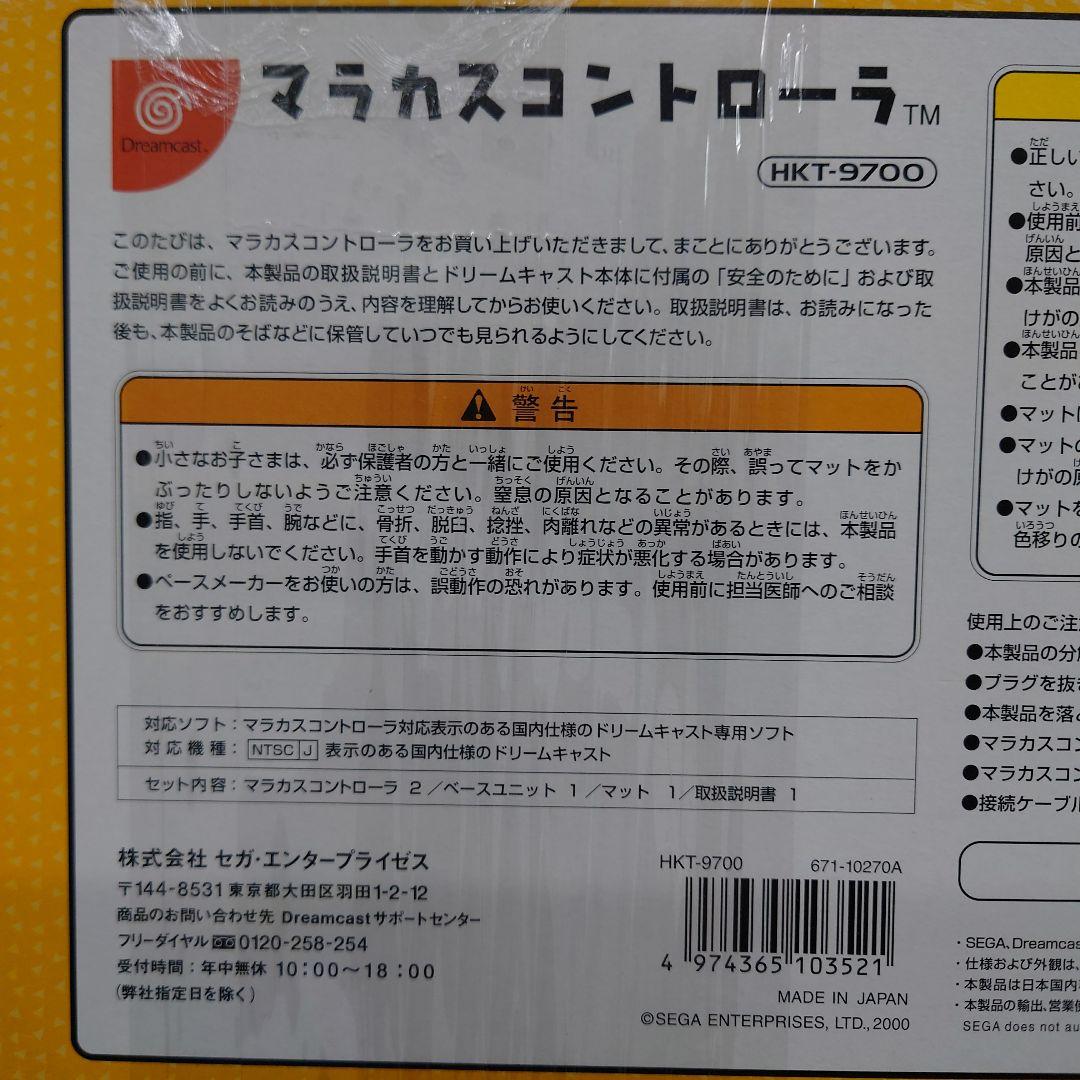 マラカスコントローラTM
Dreamcast.
HKT-9700
このたびは、マラカスコントローラをお買い上げいただきまして、まことにありがとうございます。
ご使用の前に、本製品の取扱説明書とドリームキャスト本体に付属の「安全のために」および取
扱説明書をよくお読みのうえ、内容を理解してからお使いください。取扱説明書は、お読みになった
後も、本製品のそばなどに保管していつでも見られるようにしてください。
警告
●小さなお子さまは、必ず保護者の方と一緒にご使用ください。その際、誤ってマットをか
ぶったりしないようご注意ください。窒息の原因となることがあります。
●指、手、手首、腕などに、骨折、脱臼、捻挫、肉離れなどの異常があるときには、本製品
を使用しないでください。手首を動かす動作により症状が悪化する場合があります。
●ペースメーカーをお使いの方は、誤動作の恐れがあります。使用前に担当医師へのご相談
をおすすめします。
対応ソフト：マラカスコントローラ対応表示のある国内仕様のドリームキャスト専用ソフト
対応機種：NTSC J 表示のある国内仕様のドリームキャスト
セット内容：マラカスコントローラ 2／ベースユニット 1／マット 1／取扱説明書 1
株式会社 セガ・エンタープライゼス
〒144-8531 東京都大田区羽田1-2-12
商品のお問い合わせ先 Dreamcastサポートセンター
フリーダイヤル 0120-258-254
受付時間：年中無休 10：00～18：00
(弊社指定日を除く)
HKT-9700 671-10270A
4 974365 103521
MADE IN JAPAN
©SEGA ENTERPRISES, LTD., 2000
●正しい
さい。
●使用前
原因と
●本製品
けがの
●本製品
ことが
●マット
●マットの
けがの
●マットを
色移りの
使用上のご注
●本製品の分
●プラグを抜き
●本製品を落と
●マラカスコン
●マラカスコン
●接続ケーブル
・SEGA、Dreamcas
・仕様および外観は、
・本製品は日本国内
・本製品の輸出、営業使
SEGA does not au